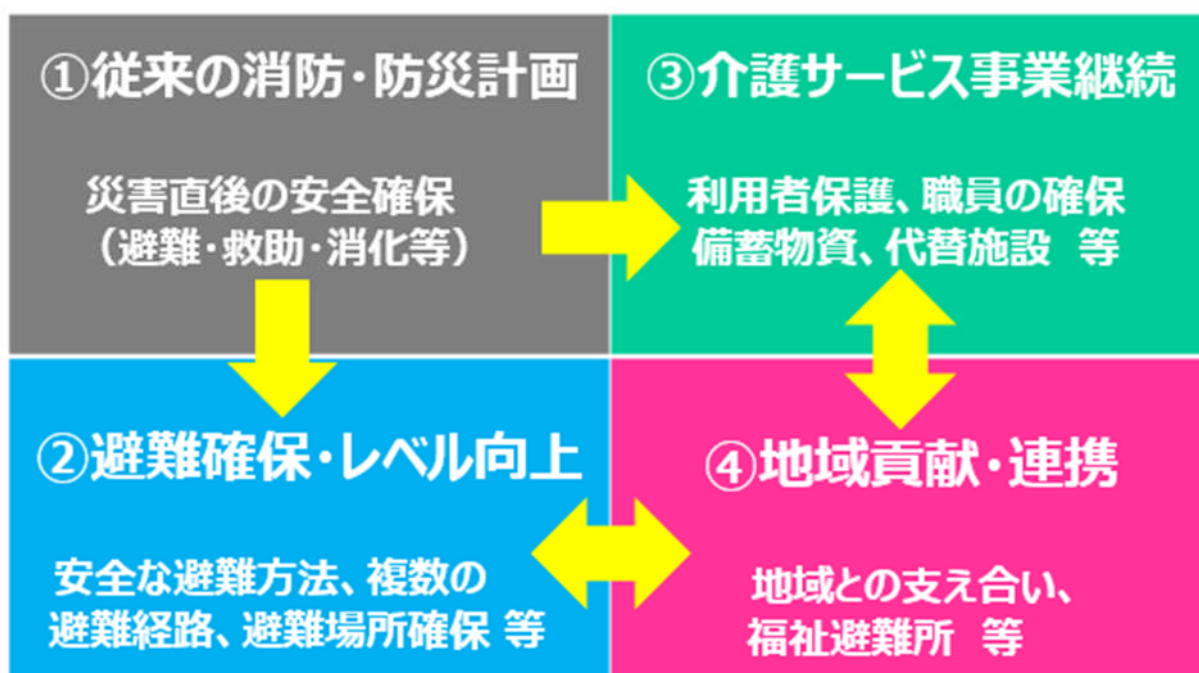 ①従来の消防・防災計画
災害直後の安全確保
（避難・救助・消化等）
②避難確保・レベル向上
安全な避難方法、複数の
避難経路、避難場所確保 等
③介護サービス事業継続
利用者保護、職員の確保
備蓄物資、代替施設 等
④地域貢献・連携
地域との支え合い、
福祉避難所 等